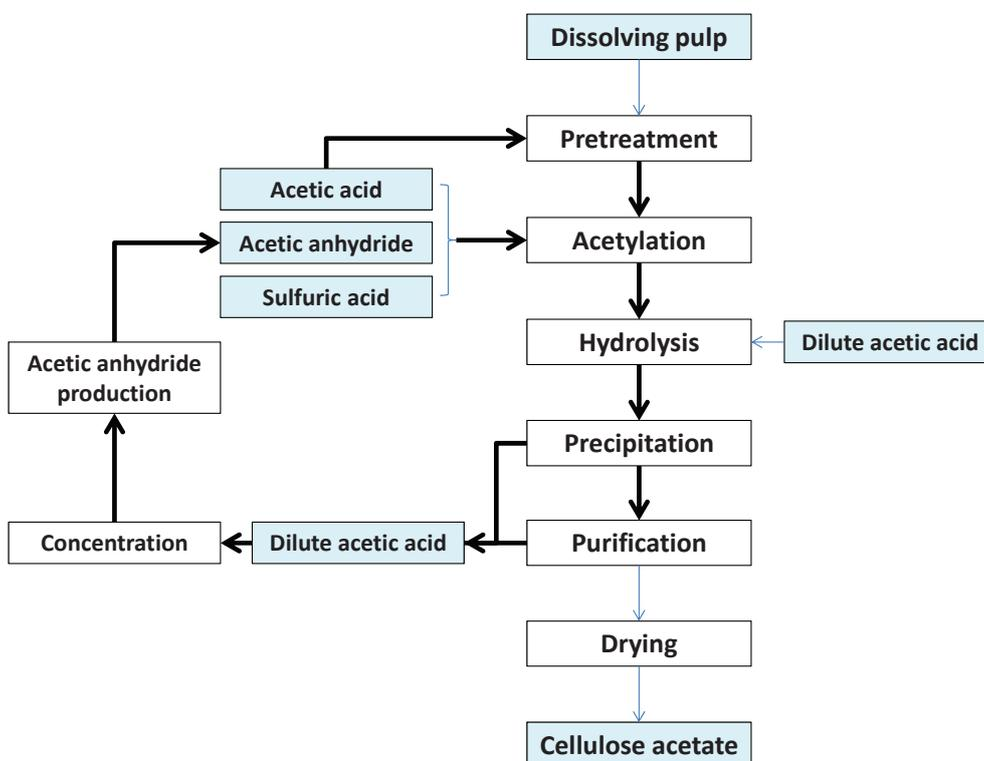 Dissolving pulp
Pretreatment
Acetic acid
Acetic anhydride
Sulfuric acid
Acetylation
Hydrolysis
Dilute acetic acid
Acetic anhydride
production
Precipitation
Concentration
Dilute acetic acid
Purification
Drying
Cellulose acetate